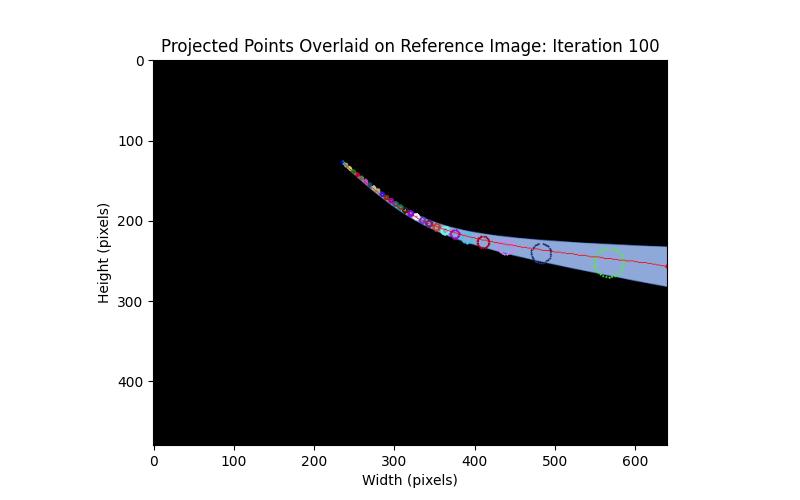 Projected Points Overlaid on Reference Image: Iteration 100
0
100
200
300
400
Height (pixels)
0 100 200 300 400 500 600
Width (pixels)